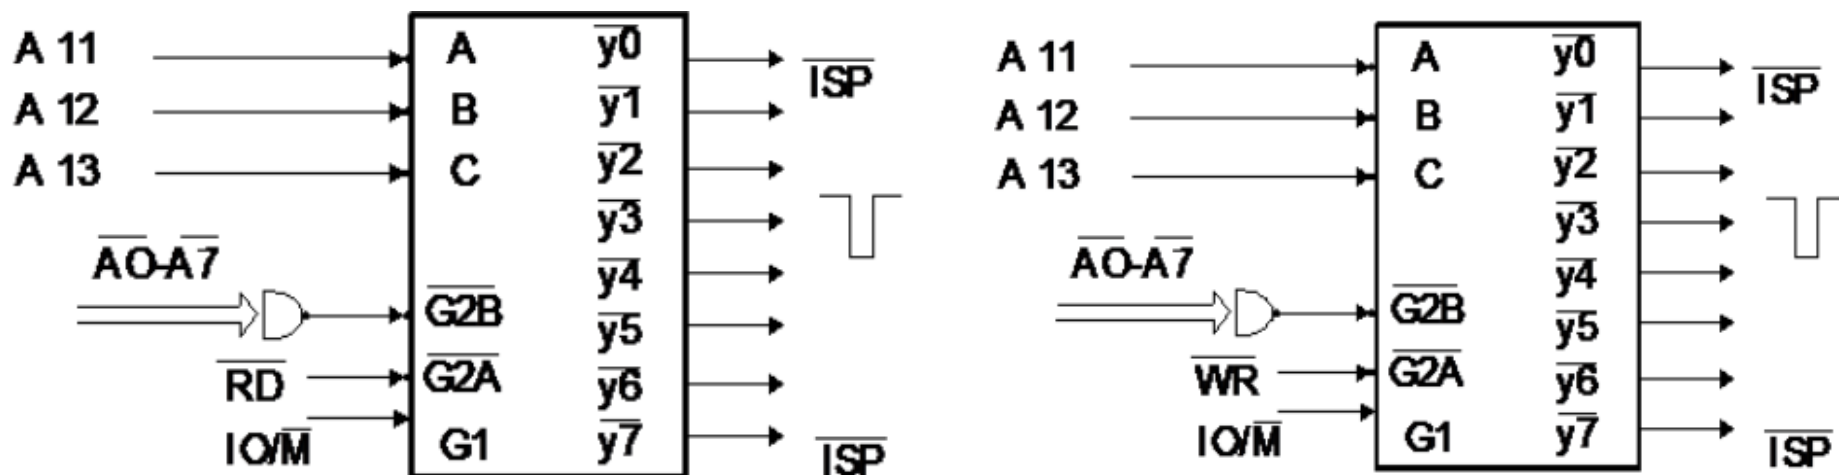 A 11 A y0 ISP
A 12 B y1
A 13 C y2
y3
AO-A7 y4
G2B y5
RD G2A y6
IO/M G1 y7 ISP
A 11 A y0 ISP
A 12 B y1
A 13 C y2
y3
AO-A7 y4
G2B y5
WR G2A y6
IO/M G1 y7 ISP